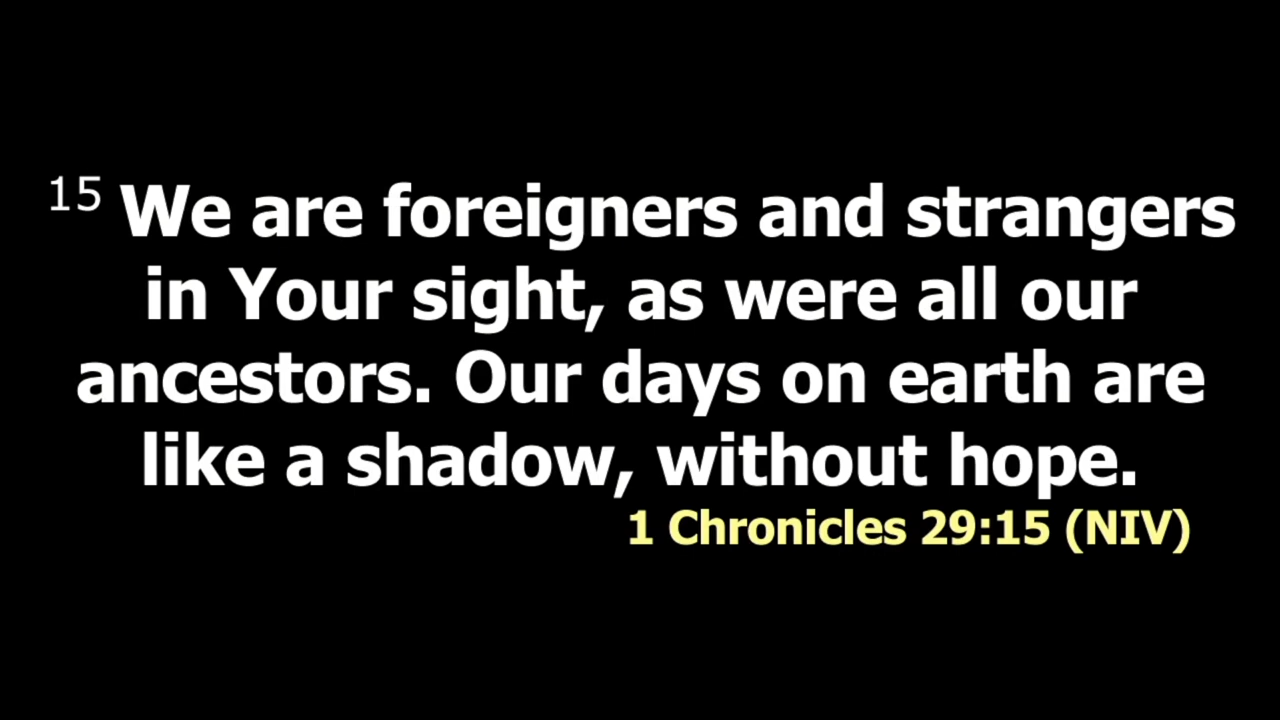 15 We are foreigners and strangers
in Your sight, as were all our
ancestors. Our days on earth are
like a shadow, without hope.
1 Chronicles 29:15 (NIV)